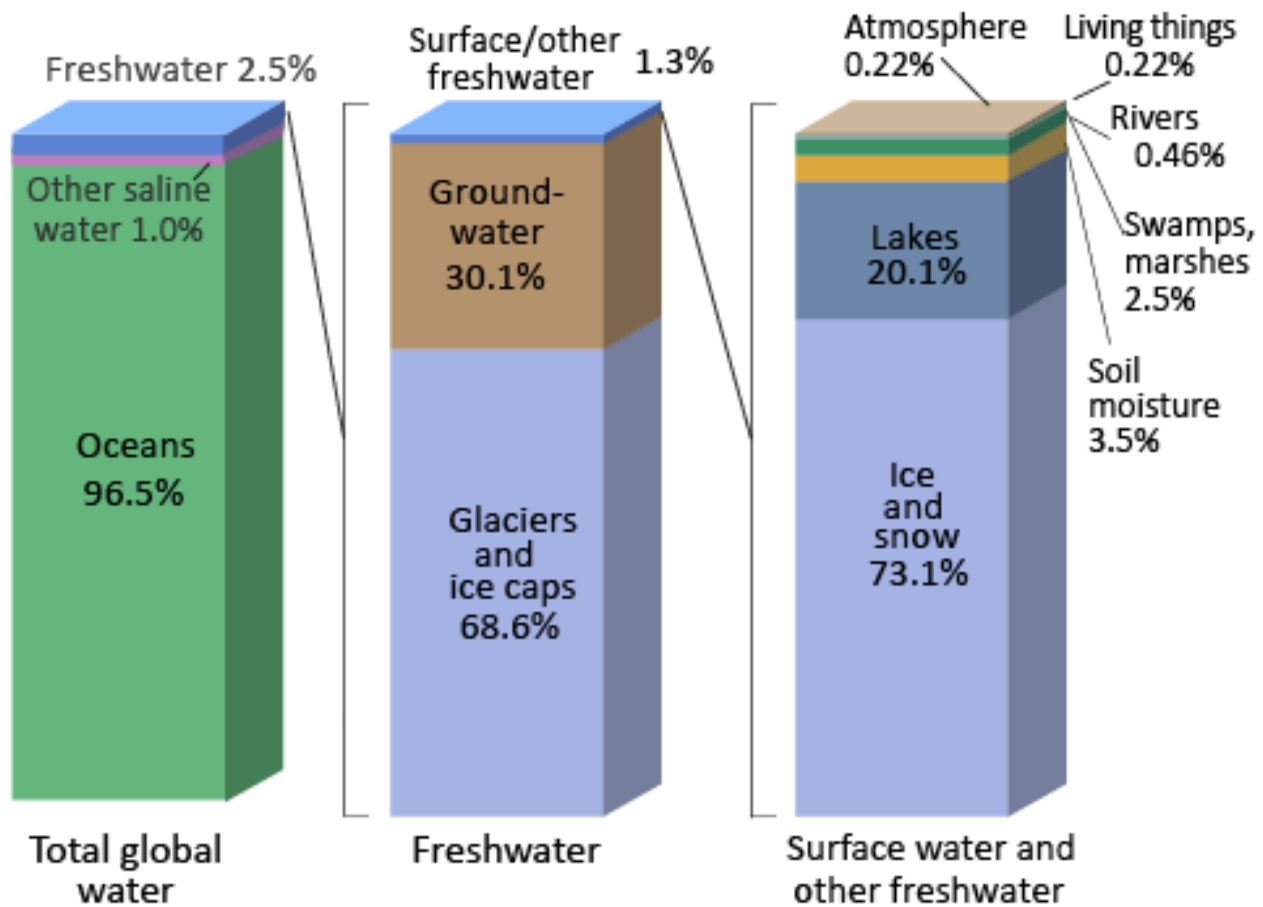 Freshwater 2.5%
Other saline
water 1.0%
Oceans
96.5%
Total global
water
Surface/other
freshwater
1.3%
Ground-
water
30.1%
Glaciers
and
ice caps
68.6%
Freshwater
Atmosphere
0.22%
Living things
0.22%
Rivers
0.46%
Swamps,
marshes
2.5%
Soil
moisture
3.5%
Lakes
20.1%
Ice
and
snow
73.1%
Surface water and
other freshwater